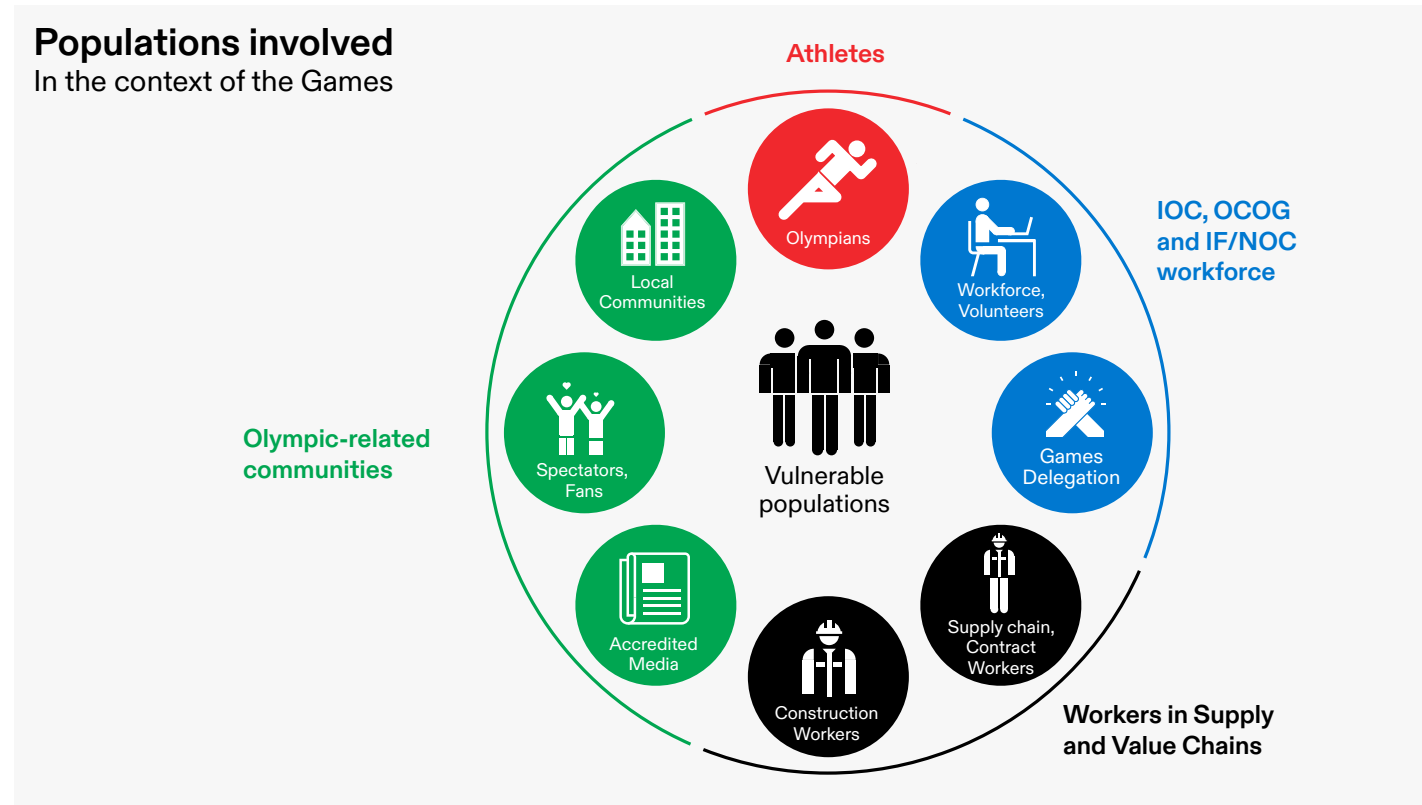 Populations involved
In the context of the Games
Athletes
Olympians
IOC, OCOG
and IF/NOC
workforce
Workforce,
Volunteers
Games
Delegation
Supply chain,
Contract
Workers
Workers in Supply
and Value Chains
Construction
Workers
Accredited
Media
Spectators,
Fans
Local
Communities
Olympic-related
communities
Vulnerable
populations